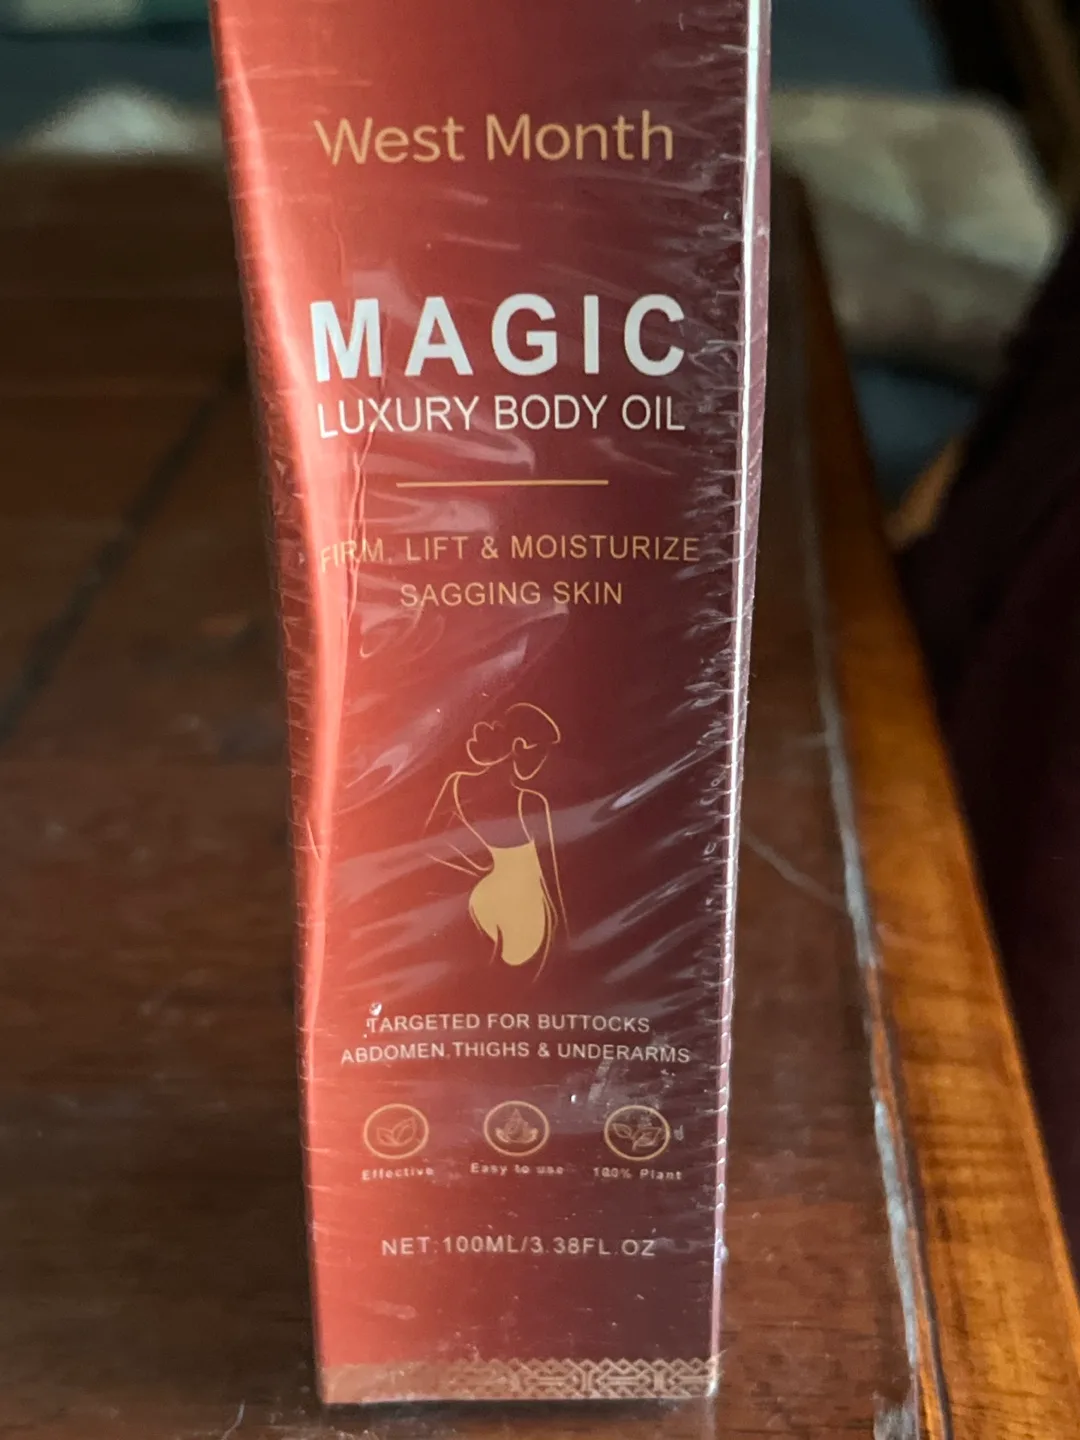 West Month
MAGIC
LUXURY BODY OIL
FIRM, LIFT & MOISTURIZE
SAGGING SKIN
TARGETED FOR BUTTOCKS,
ABDOMEN,THIGHS & UNDERARMS
Effective Easy to use 100% Plant
NET:100ML/3.38FL.OZ